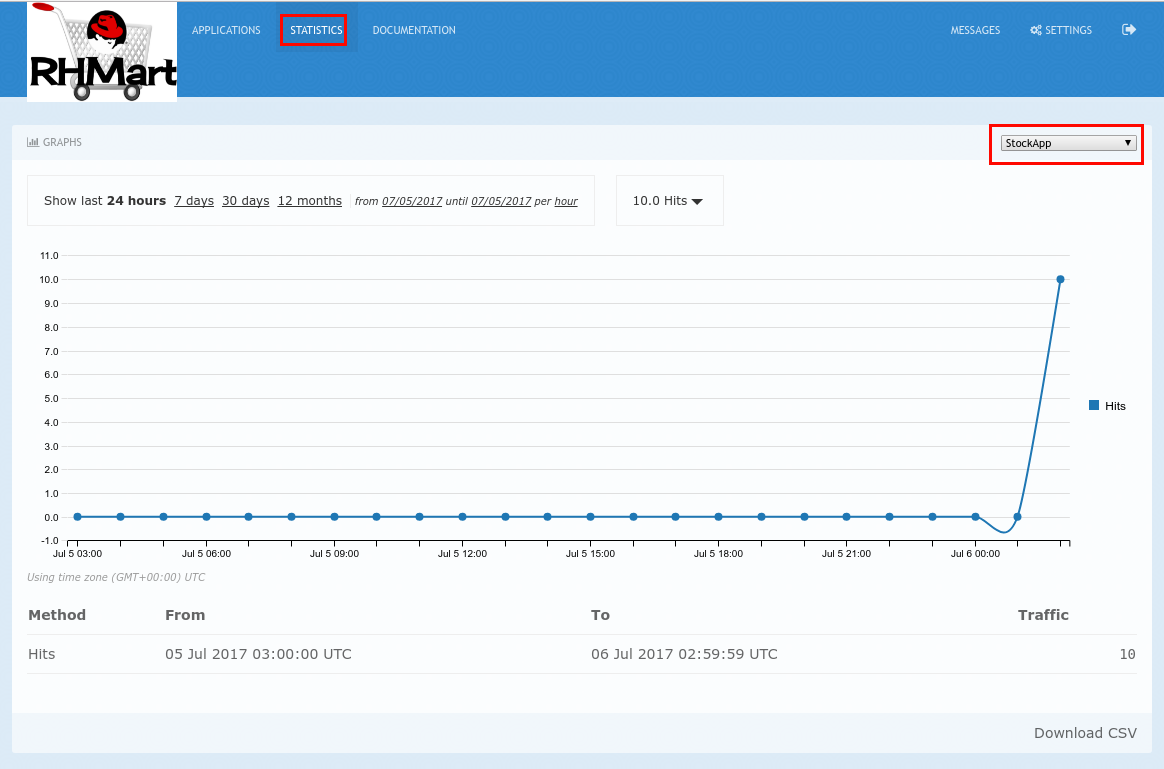 RHMart
APPLICATIONS STATISTICS DOCUMENTATION MESSAGES SETTINGS
GRAPHS StockApp
Show last 24 hours 7 days 30 days 12 months from 07/05/2017 until 07/05/2017 per hour 10.0 Hits
11.0
10.0
9.0
8.0
7.0
6.0
5.0
Hits
4.0
3.0
2.0
1.0
0.0
-1.0
Jul 5 03:00 Jul 5 06:00 Jul 5 09:00 Jul 5 12:00 Jul 5 15:00 Jul 5 18:00 Jul 5 21:00 Jul 6 00:00
Using time zone (GMT+00:00) UTC
Method From To Traffic
Hits 05 Jul 2017 03:00:00 UTC 06 Jul 2017 02:59:59 UTC 10
Download CSV